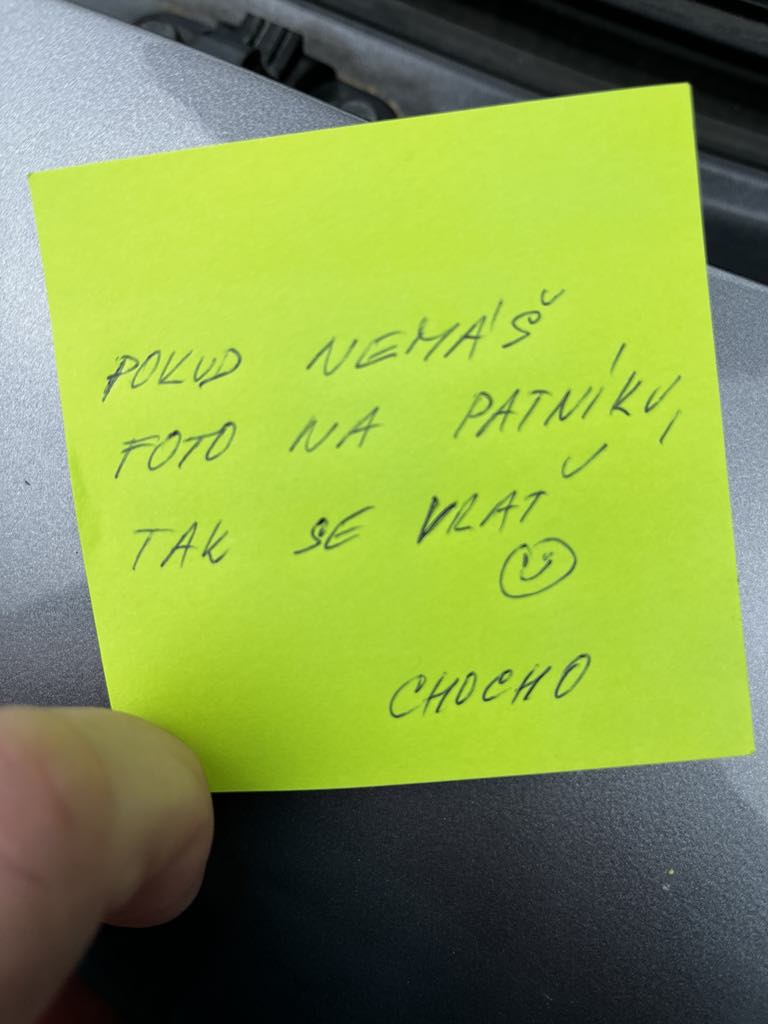 POKUD NEMÁŠ
FOTO NA PATNÍKU,
TAK SE VRAŤ
CHOCHO